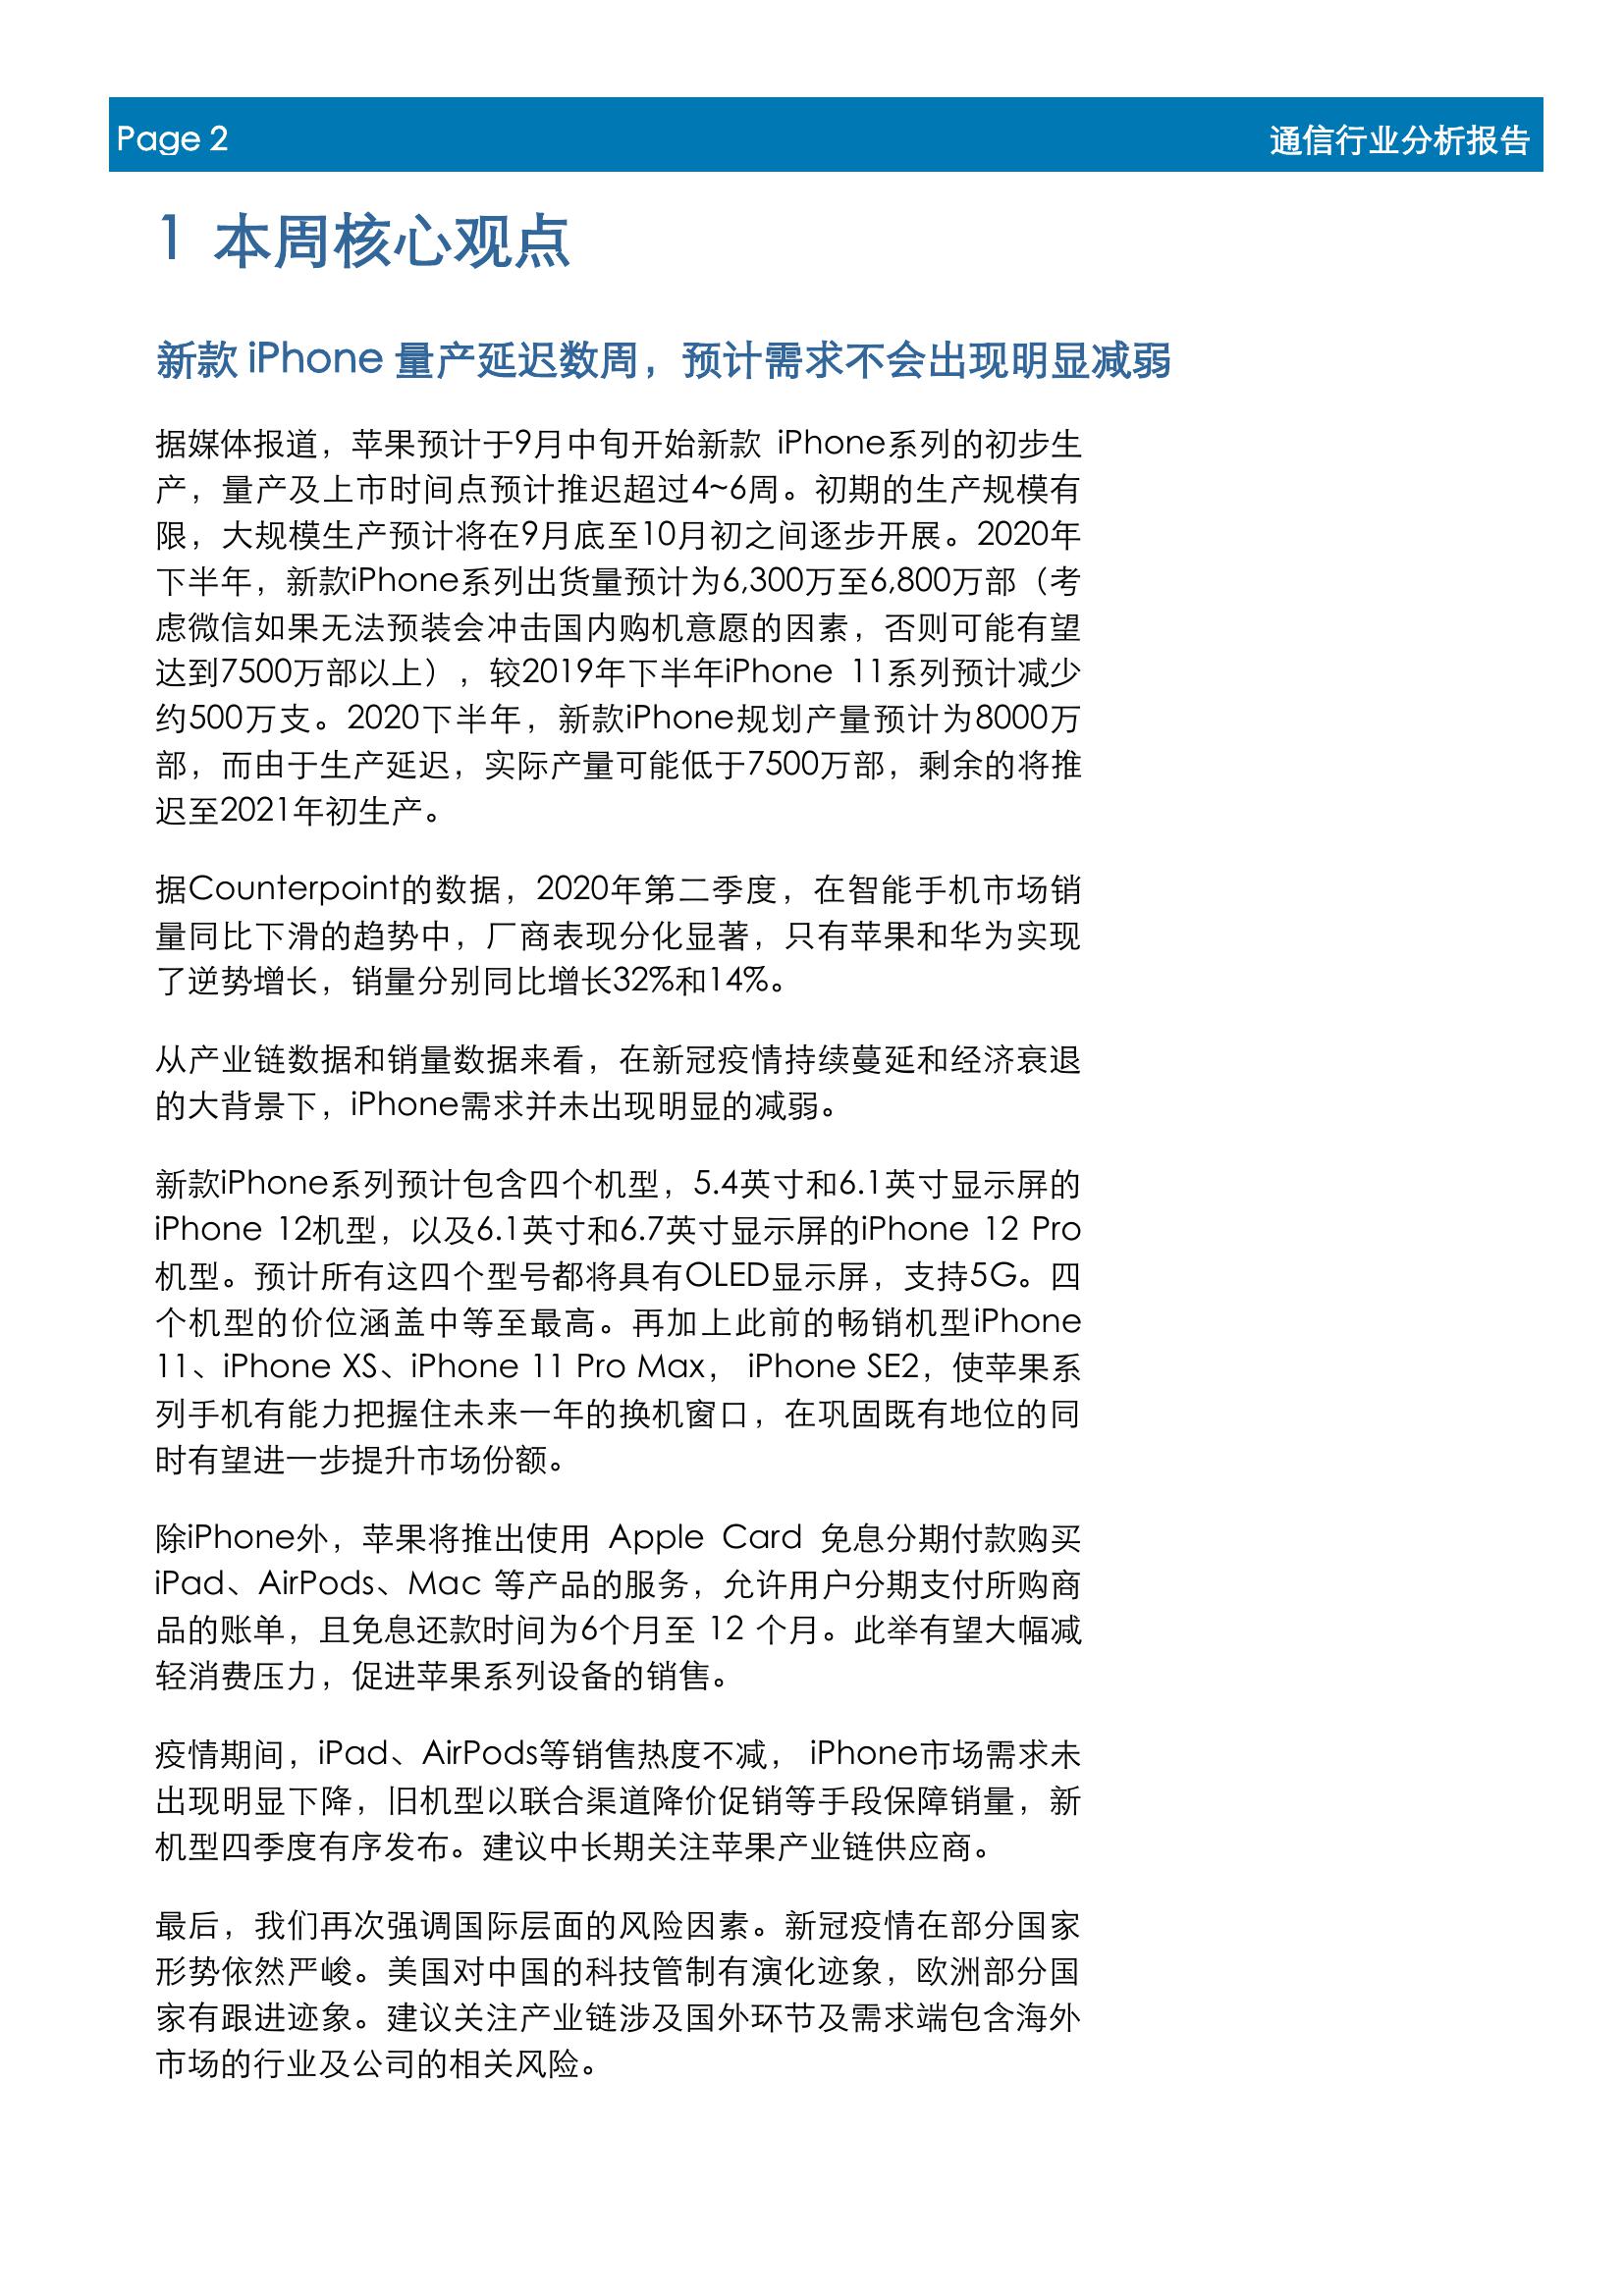 Page 2
通信行业分析报告
1 本周核心观点
新款 iPhone 量产延迟数周，预计需求不会出现明显减弱
据媒体报道，苹果预计于9月中旬开始新款 iPhone系列的初步生
产，量产及上市时间点预计推迟超过4~6周。初期的生产规模有
限，大规模生产预计将在9月底至10月初之间逐步开展。2020年
下半年，新款iPhone系列出货量预计为6,300万至6,800万部（考
虑微信如果无法预装会冲击国内购机意愿的因素，否则可能有望
达到7500万部以上），较2019年下半年iPhone 11系列预计减少
约500万支。2020下半年，新款iPhone规划产量预计为8000万
部，而由于生产延迟，实际产量可能低于7500万部，剩余的将推
迟至2021年初生产。
据Counterpoint的数据，2020年第二季度，在智能手机市场销
量同比下滑的趋势中，厂商表现分化显著，只有苹果和华为实现
了逆势增长，销量分别同比增长32%和14%。
从产业链数据和销量数据来看，在新冠疫情持续蔓延和经济衰退
的大背景下，iPhone需求并未出现明显的减弱。
新款iPhone系列预计包含四个机型，5.4英寸和6.1英寸显示屏的
iPhone 12机型，以及6.1英寸和6.7英寸显示屏的iPhone 12 Pro
机型。预计所有这四个型号都将具有OLED显示屏，支持5G。四
个机型的价位涵盖中等至最高。再加上此前的畅销机型iPhone
11、iPhone XS、iPhone 11 Pro Max， iPhone SE2，使苹果系
列手机有能力把握住未来一年的换机窗口，在巩固既有地位的同
时有望进一步提升市场份额。
除iPhone外，苹果将推出使用 Apple Card 免息分期付款购买
iPad、AirPods、Mac 等产品的服务，允许用户分期支付所购商
品的账单，且免息还款时间为6个月至 12 个月。此举有望大幅减
轻消费压力，促进苹果系列设备的销售。
疫情期间，iPad、AirPods等销售热度不减， iPhone市场需求未
出现明显下降，旧机型以联合渠道降价促销等手段保障销量，新
机型四季度有序发布。建议中长期关注苹果产业链供应商。
最后，我们再次强调国际层面的风险因素。新冠疫情在部分国家
形势依然严峻。美国对中国的科技管制有演化迹象，欧洲部分国
家有跟进迹象。建议关注产业链涉及国外环节及需求端包含海外
市场的行业及公司的相关风险。